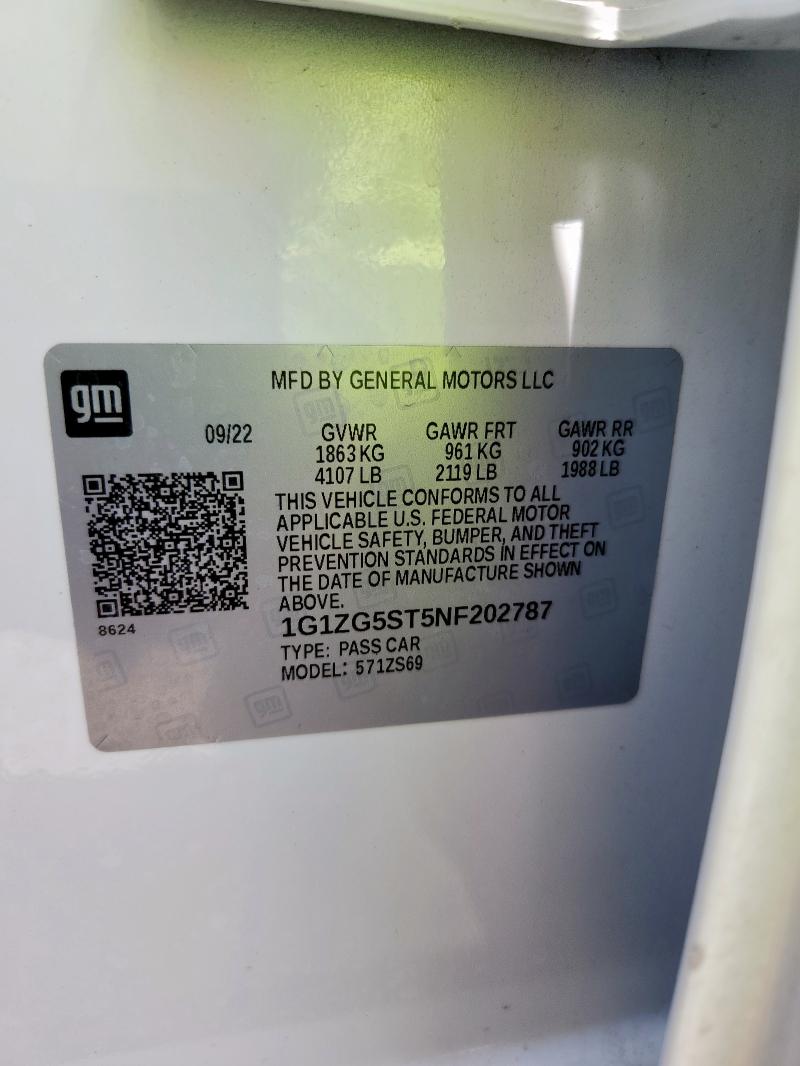 gm
MFD BY GENERAL MOTORS LLC
09/22 GVWR GAWR FRT GAWR RR
1863 KG 961 KG 902 KG
4107 LB 2119 LB 1988 LB
THIS VEHICLE CONFORMS TO ALL
APPLICABLE U.S. FEDERAL MOTOR
VEHICLE SAFETY, BUMPER, AND THEFT
PREVENTION STANDARDS IN EFFECT ON
THE DATE OF MANUFACTURE SHOWN
ABOVE.
8624
1G1ZG5ST5NF202787
TYPE: PASS CAR
MODEL: 571ZS69